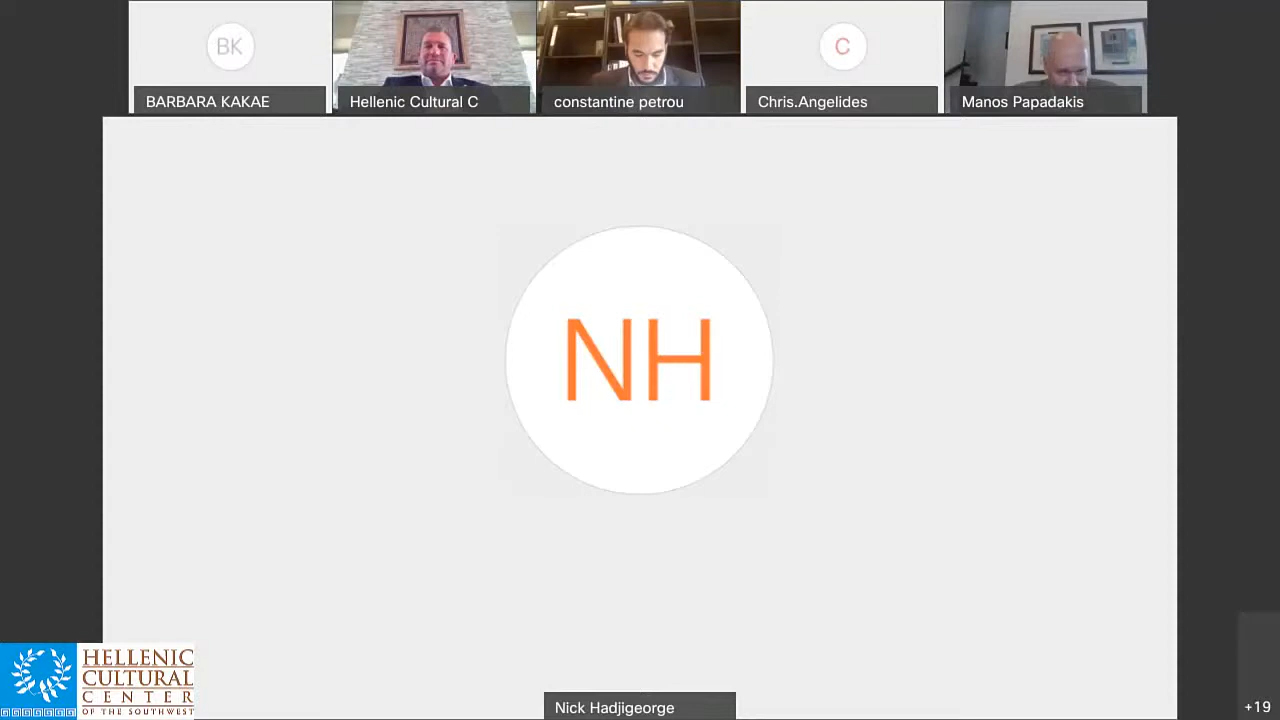 BK
C
BARBARA KAKAE
Hellenic Cultural C
constantine petrou
Chris.Angelides
Manos Papadakis
NH
HELLENIC
CULTURAL
CENTER
OF THE SOUTHWEST
Nick Hadjigeorge
+19